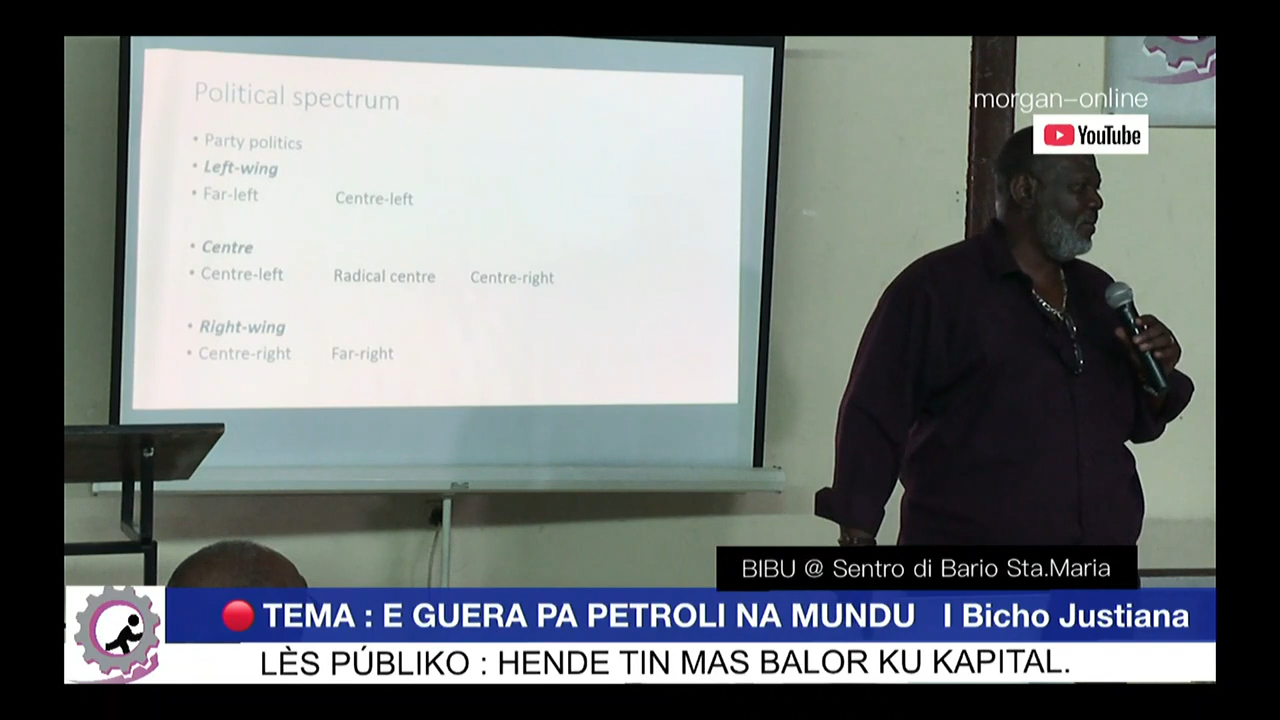 Political spectrum
• Party politics
• Left-wing
• Far-left Centre-left
• Centre
• Centre-left Radical centre Centre-right
• Right-wing
• Centre-right Far-right
morgan-online
YouTube
BIBU @ Sentro di Bario Sta.Maria
TEMA : E GUERA PA PETROLI NA MUNDU I Bicho Justiana
LÈS PÚBLIKO : HENDE TIN MAS BALOR KU KAPITAL.